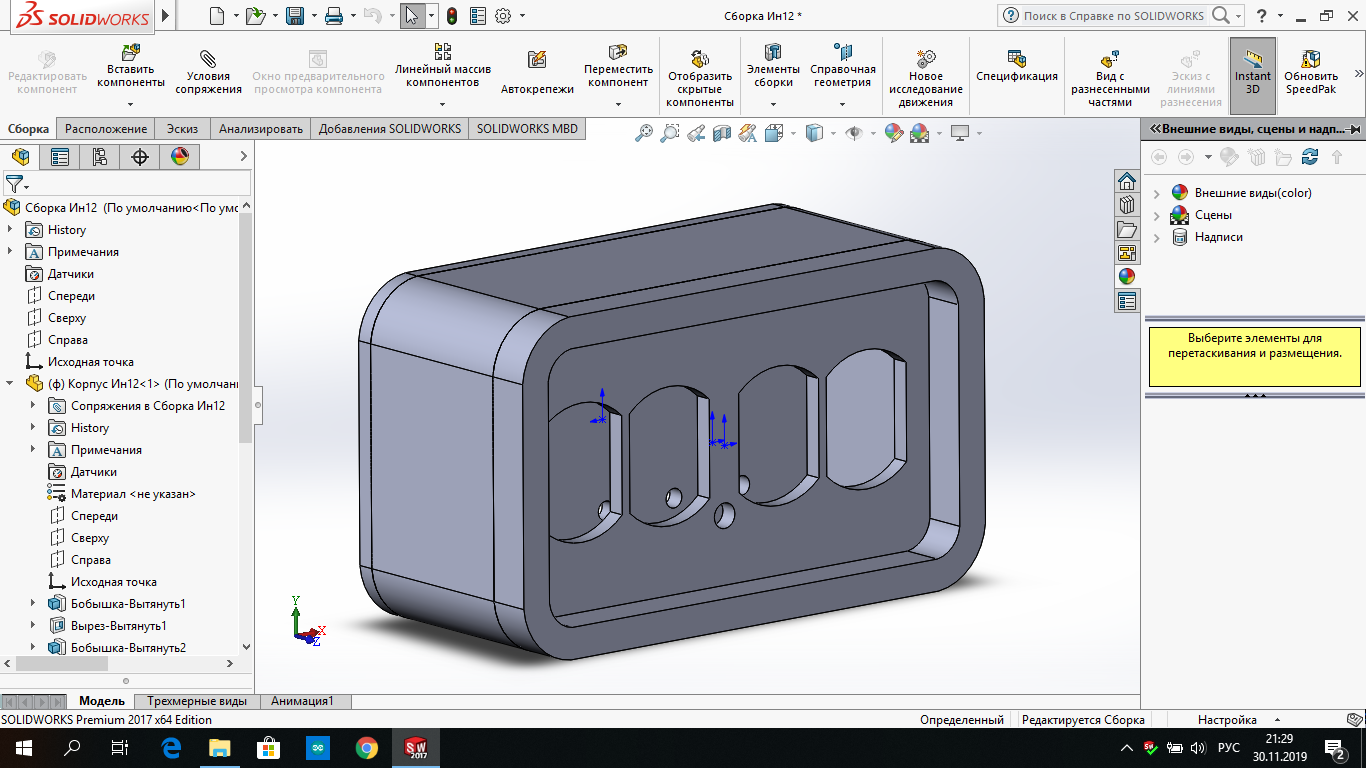 SOLIDWORKS
Сборка Ин12 *
Поиск в Справке по SOLIDWORKS
Редактировать компонент
Вставить компоненты
Условия сопряжения
Окно предварительного просмотра компонента
Линейный массив компонентов
Автокрепежи
Переместить компонент
Отобразить скрытые компоненты
Элементы сборки
Справочная геометрия
Новое исследование движения
Спецификация
Вид с разнесенными частями
Эскиз с линиями разнесения
Instant 3D
Обновить SpeedPak
Сборка
Расположение
Эскиз
Анализировать
Добавления SOLIDWORKS
SOLIDWORKS MBD
Внешние виды, сцены и надп...
Сборка Ин12 (По умолчанию<По умо
History
Примечания
Датчики
Спереди
Сверху
Справа
Исходная точка
(ф) Корпус Ин12<1> (По умолчани
Сопряжения в Сборка Ин12
History
Примечания
Датчики
Материал <не указан>
Спереди
Сверху
Справа
Исходная точка
Бобышка-Вытянуть1
Вырез-Вытянуть1
Бобышка-Вытянуть2
Y
X
Z
Внешние виды(color)
Сцены
Надписи
Выберите элементы для
перетаскивания и размещения.
Модель
Трехмерные виды
Анимация1
SOLIDWORKS Premium 2017 x64 Edition
Определенный
Редактируется Сборка
Настройка
SW
2017
РУС
21:29
30.11.2019
2